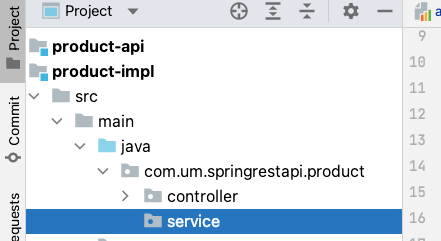 Project
product-api
product-impl
src
main
java
com.um.springrestapi.product
controller
service
Project
Commit
9
10
11
12
13
14
15
16